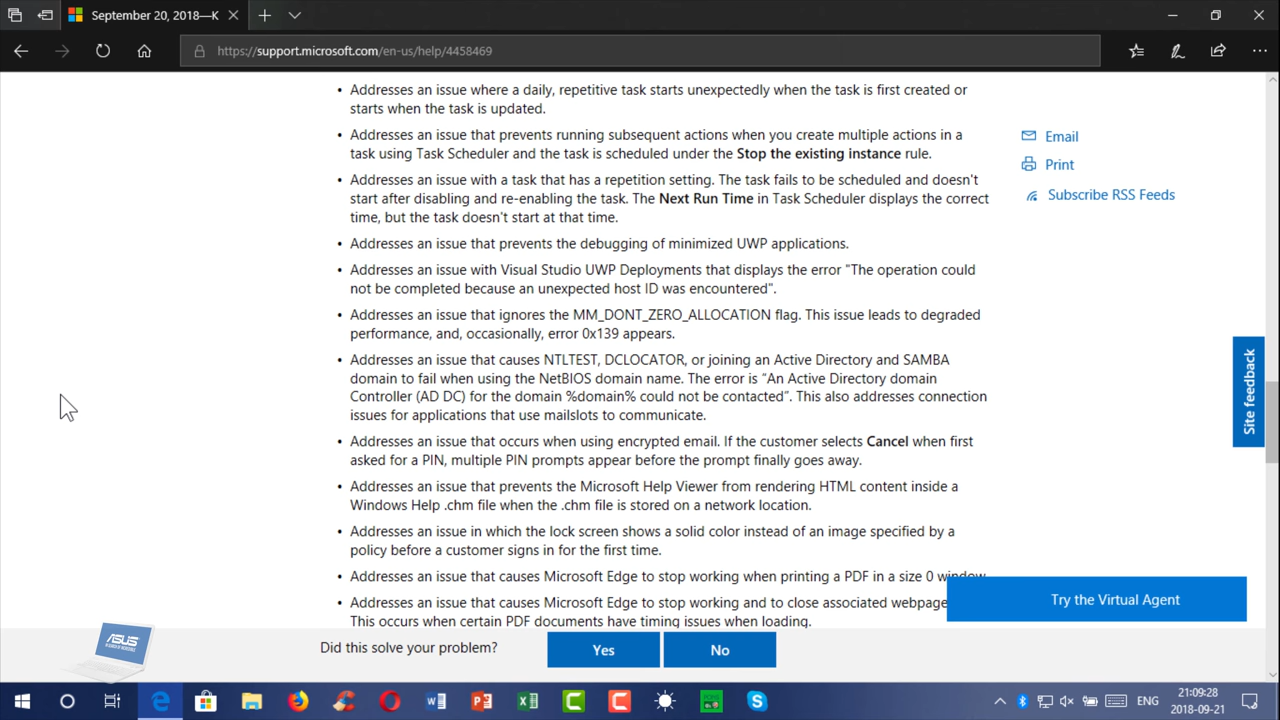 September 20, 2018—K
https://support.microsoft.com/en-us/help/4458469
• Addresses an issue where a daily, repetitive task starts unexpectedly when the task is first created or
starts when the task is updated.
• Addresses an issue that prevents running subsequent actions when you create multiple actions in a
task using Task Scheduler and the task is scheduled under the Stop the existing instance rule.
• Addresses an issue with a task that has a repetition setting. The task fails to be scheduled and doesn't
start after disabling and re-enabling the task. The Next Run Time in Task Scheduler displays the correct
time, but the task doesn't start at that time.
• Addresses an issue that prevents the debugging of minimized UWP applications.
• Addresses an issue with Visual Studio UWP Deployments that displays the error "The operation could
not be completed because an unexpected host ID was encountered".
• Addresses an issue that ignores the MM_DONT_ZERO_ALLOCATION flag. This issue leads to degraded
performance, and, occasionally, error 0x139 appears.
• Addresses an issue that causes NTLTEST, DCLOCATOR, or joining an Active Directory and SAMBA
domain to fail when using the NetBIOS domain name. The error is “An Active Directory domain
Controller (AD DC) for the domain %domain% could not be contacted”. This also addresses connection
issues for applications that use mailslots to communicate.
• Addresses an issue that occurs when using encrypted email. If the customer selects Cancel when first
asked for a PIN, multiple PIN prompts appear before the prompt finally goes away.
• Addresses an issue that prevents the Microsoft Help Viewer from rendering HTML content inside a
Windows Help .chm file when the .chm file is stored on a network location.
• Addresses an issue in which the lock screen shows a solid color instead of an image specified by a
policy before a customer signs in for the first time.
• Addresses an issue that causes Microsoft Edge to stop working when printing a PDF in a size 0 window.
• Addresses an issue that causes Microsoft Edge to stop working and to close associated webpage
This occurs when certain PDF documents have timing issues when loading.
Email
Print
Subscribe RSS Feeds
Site feedback
Try the Virtual Agent
Did this solve your problem?
Yes
No
ASUS
ENG
21:09:28
2018-09-21